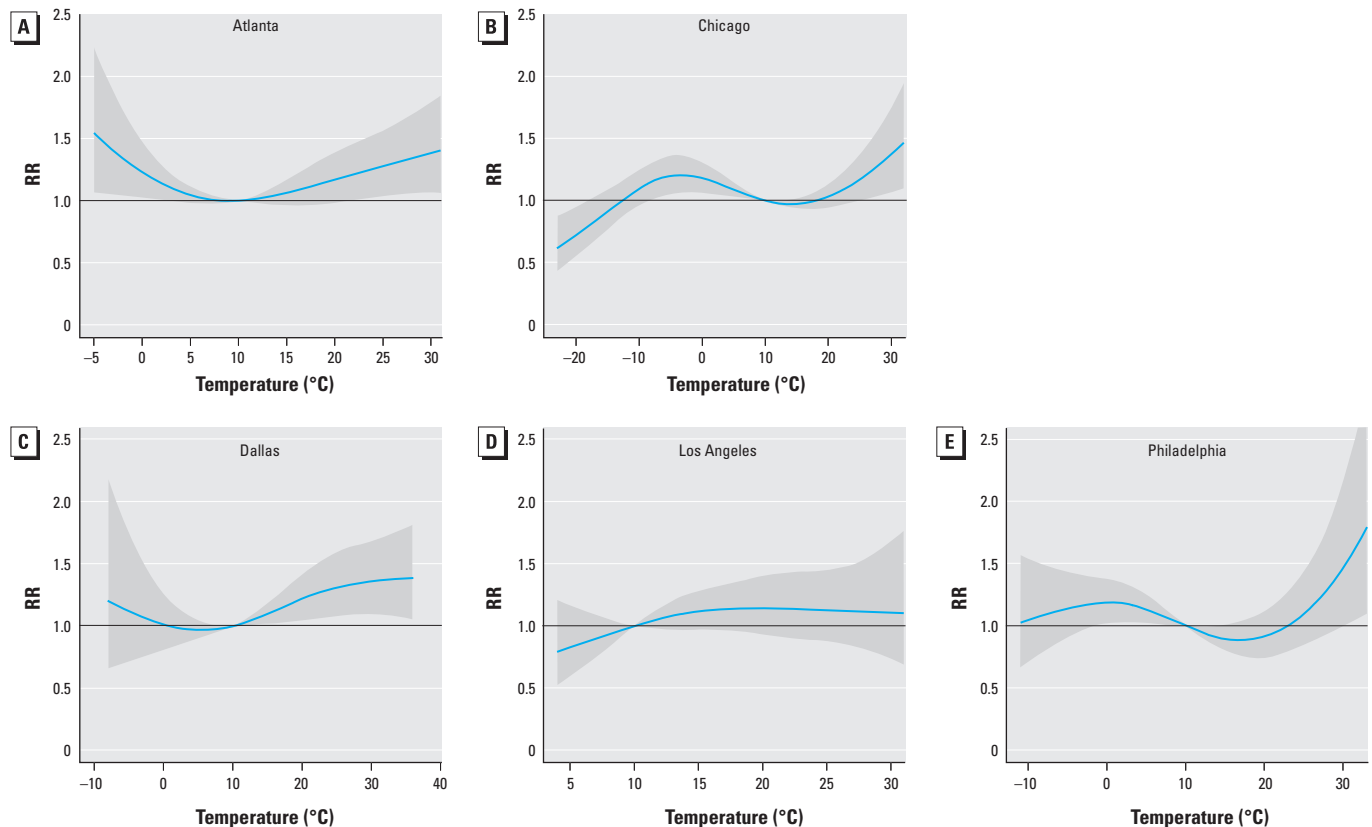 A
Atlanta
2.5
2.0
1.5
1.0
0.5
0
RR
–5 0 5 10 15 20 25 30
Temperature (°C)
B
Chicago
2.5
2.0
1.5
1.0
0.5
0
RR
–20 –10 0 10 20 30
Temperature (°C)
C
Dallas
2.5
2.0
1.5
1.0
0.5
0
RR
–10 0 10 20 30 40
Temperature (°C)
D
Los Angeles
2.5
2.0
1.5
1.0
0.5
0
RR
5 10 15 20 25 30
Temperature (°C)
E
Philadelphia
2.5
2.0
1.5
1.0
0.5
0
RR
–10 0 10 20 30
Temperature (°C)